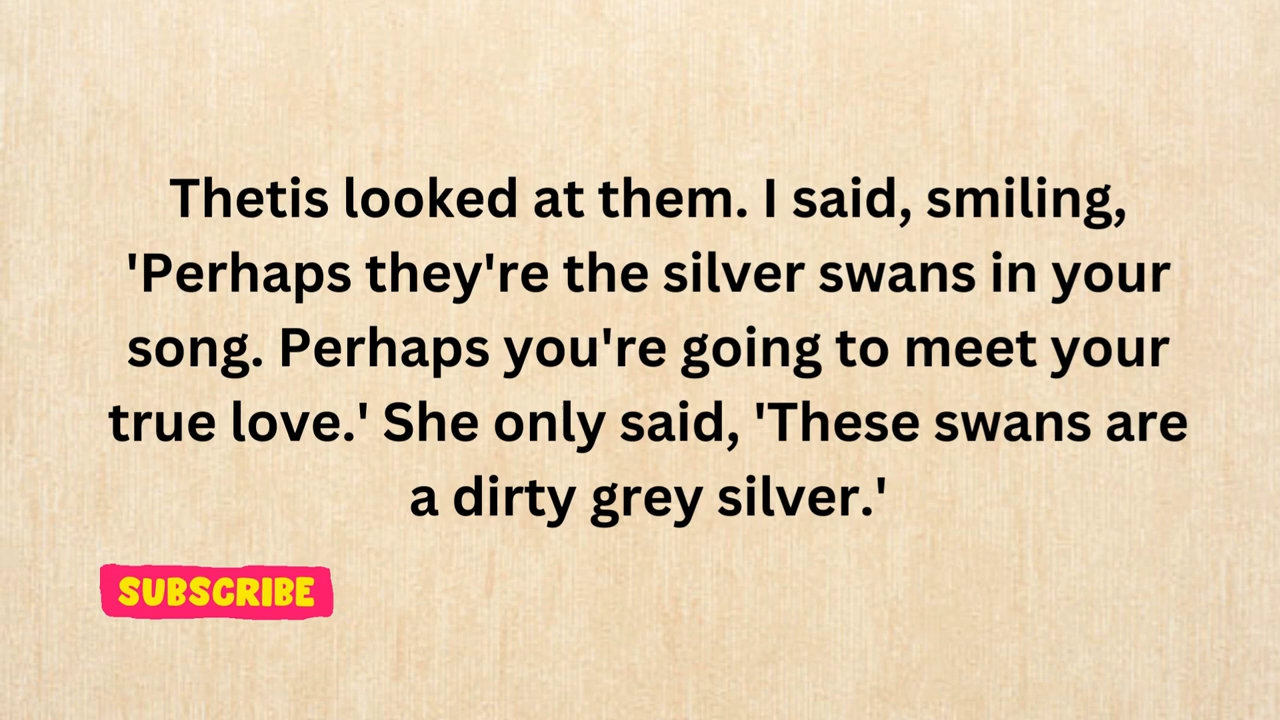 Thetis looked at them. I said, smiling,
'Perhaps they're the silver swans in your
song. Perhaps you're going to meet your
true love.' She only said, 'These swans are
a dirty grey silver.'
SUBSCRIBE